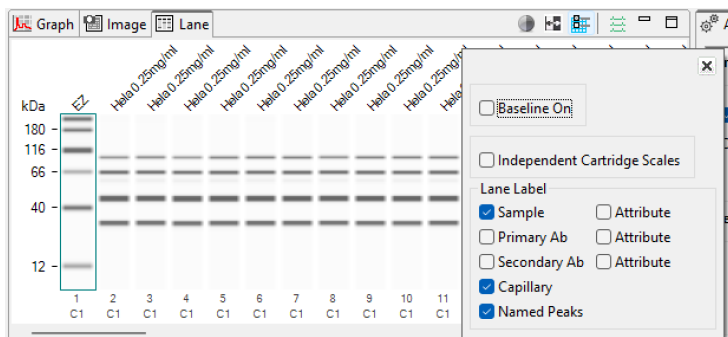 Graph Image Lane
Hela 0.25mg/ml Hela 0.25mg/ml Hela 0.25mg/ml Hela 0.25mg/ml Hela 0.25mg/ml Hela 0.25mg/ml Hela 0.25mg/ml Hela 0.25mg/ml Hela 0.25mg/ml
kDa EZ
180
116
66
40
12
1 2 3 4 5 6 7 8 9 10 11
C1 C1 C1 C1 C1 C1 C1 C1 C1 C1 C1
Baseline On
Independent Cartridge Scales
Lane Label
Sample Attribute
Primary Ab Attribute
Secondary Ab Attribute
Capillary
Named Peaks